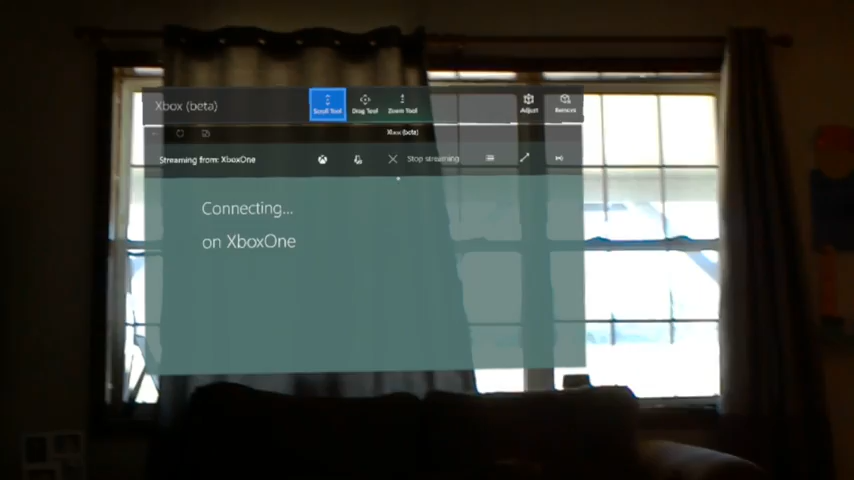 Xbox (beta)
Scroll Tool
Drag Tool
Zoom Tool
Adjust
Remove
Xbox (beta)
Streaming from: XboxOne
Stop streaming
Connecting...
on XboxOne